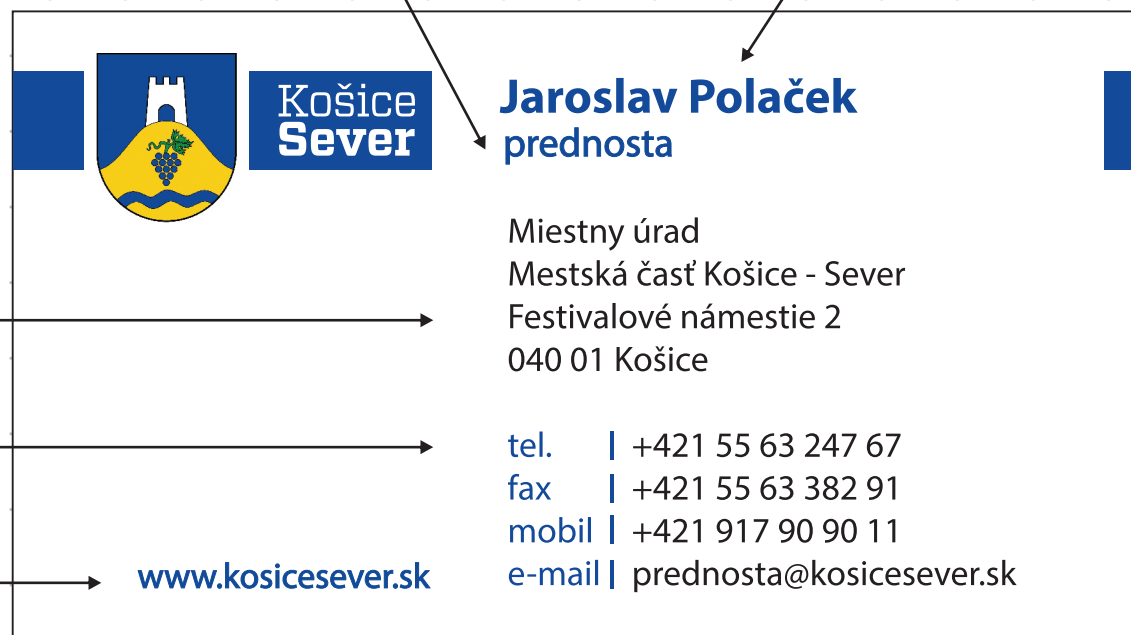 Košice
Sever
Jaroslav Polaček
prednosta
Miestny úrad
Mestská časť Košice - Sever
Festivalové námestie 2
040 01 Košice
tel. | +421 55 63 247 67
fax | +421 55 63 382 91
mobil | +421 917 90 90 11
e-mail | prednosta@kosicesever.sk
www.kosicesever.sk